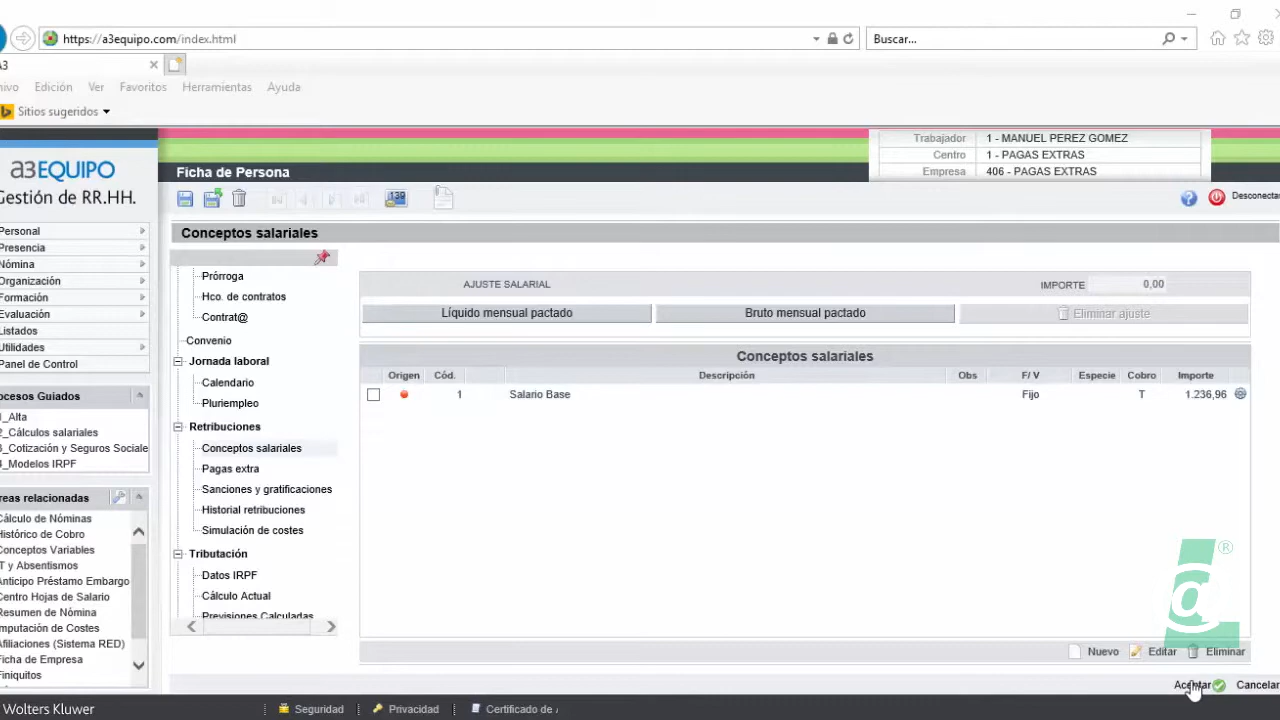 https://a3equipo.com/index.html
Buscar...
Edición Ver Favoritos Herramientas Ayuda
Sitios sugeridos
a3EQUIPO
Gestión de RR.HH.
Personal
Presencia
Nómina
Organización
Formación
Evaluación
Listados
Utilidades
Panel de Control
ocesos Guiados
1_Alta
2_Cálculos salariales
3_Cotización y Seguros Sociale
4_Modelos IRPF
reas relacionadas
Cálculo de Nóminas
Histórico de Cobro
Conceptos Variables
T y Absentismos
Anticipo Préstamo Embargo
Centro Hojas de Salario
Resumen de Nómina
mputación de Costes
Afiliaciones (Sistema RED)
Ficha de Empresa
Finiquitos
Trabajador 1 - MANUEL PEREZ GOMEZ
Centro 1 - PAGAS EXTRAS
Empresa 406 - PAGAS EXTRAS
Ficha de Persona
139
Desconectar
Conceptos salariales
Prórroga
Hco. de contratos
Contrat@
Convenio
Jornada laboral
Calendario
Pluriempleo
Retribuciones
Conceptos salariales
Pagas extra
Sanciones y gratificaciones
Historial retribuciones
Simulación de costes
Tributación
Datos IRPF
Cálculo Actual
Previsiones Calculadas
AJUSTE SALARIAL IMPORTE 0,00
Líquido mensual pactado Bruto mensual pactado Eliminar ajuste
Conceptos salariales
Origen Cód. Descripción Obs F/ V Especie Cobro Importe
1 Salario Base Fijo T 1.236,96
@ ®
Nuevo Editar Eliminar
Aceptar Cancelar
Wolters Kluwer Seguridad Privacidad Certificado de